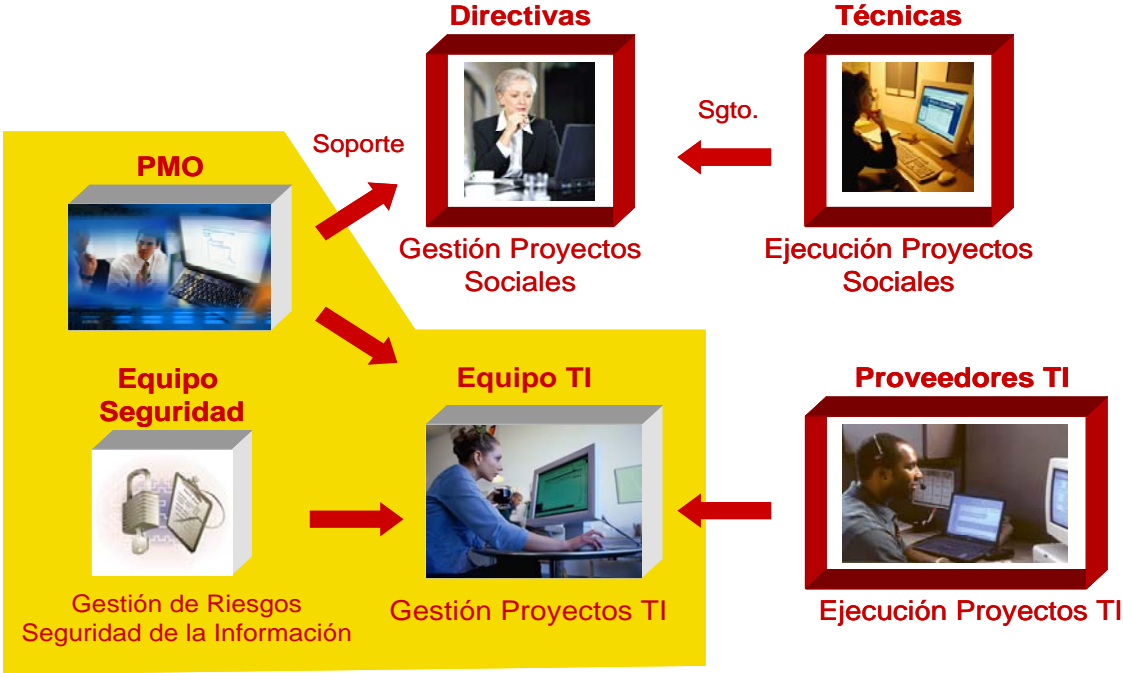 Directivas
Técnicas
Sgto.
Soporte
PMO
Gestión Proyectos
Sociales
Ejecución Proyectos
Sociales
Equipo
Seguridad
Equipo TI
Proveedores TI
Gestión de Riesgos
Seguridad de la Información
Gestión Proyectos TI
Ejecución Proyectos TI